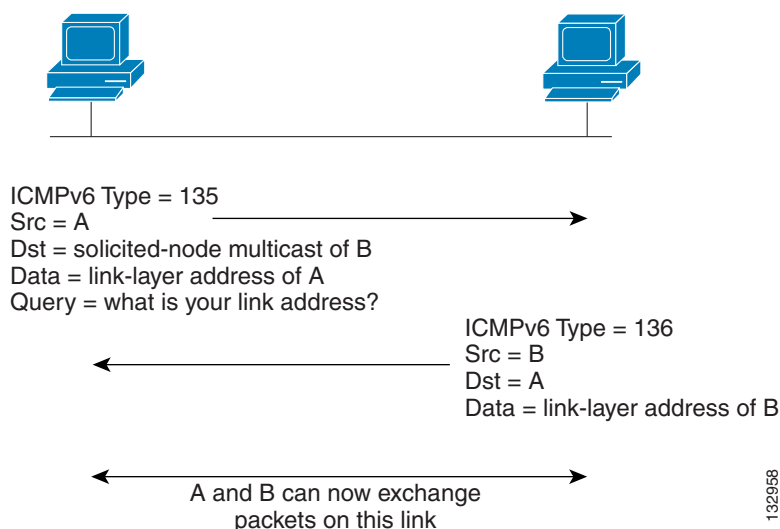 ICMPv6 Type = 135
Src = A
Dst = solicited-node multicast of B
Data = link-layer address of A
Query = what is your link address?
ICMPv6 Type = 136
Src = B
Dst = A
Data = link-layer address of B
A and B can now exchange
packets on this link
132958